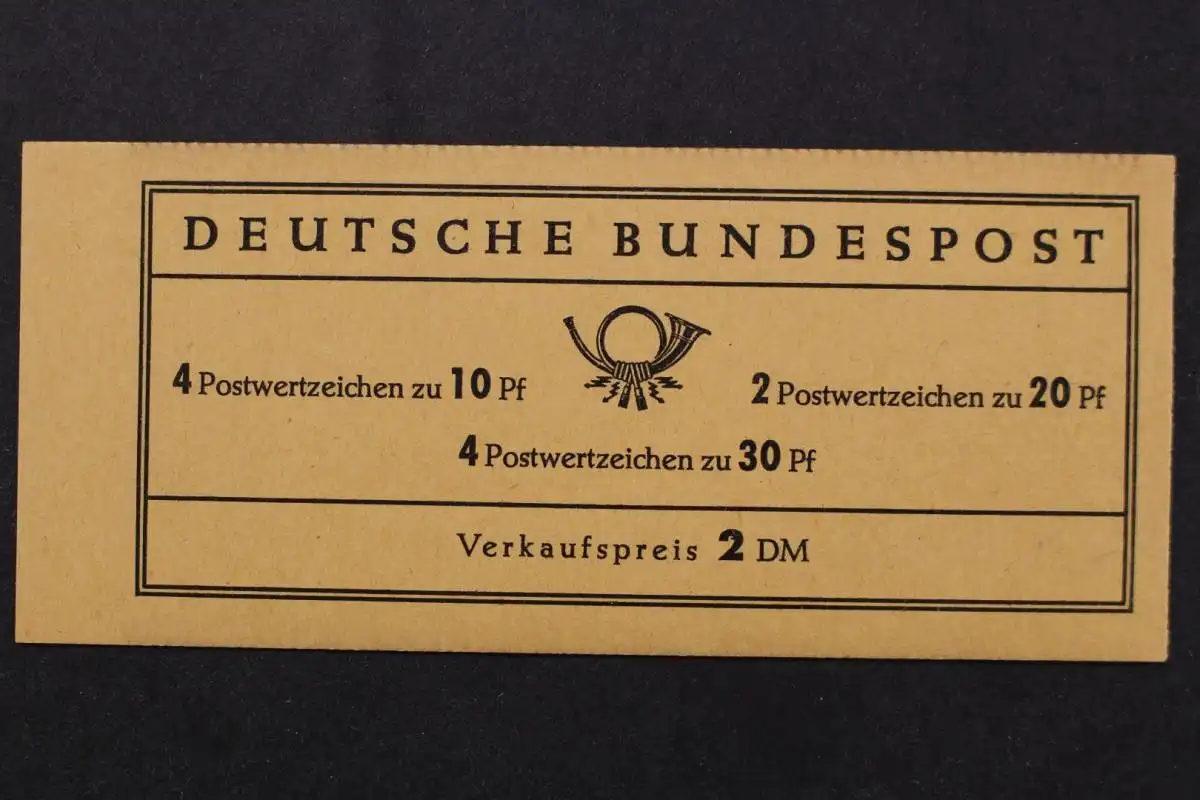 DEUTSCHE BUNDESPOST
4 Postwertzeichen zu 10 Pf
2 Postwertzeichen zu 20 Pf
4 Postwertzeichen zu 30 Pf
Verkaufspreis 2 DM